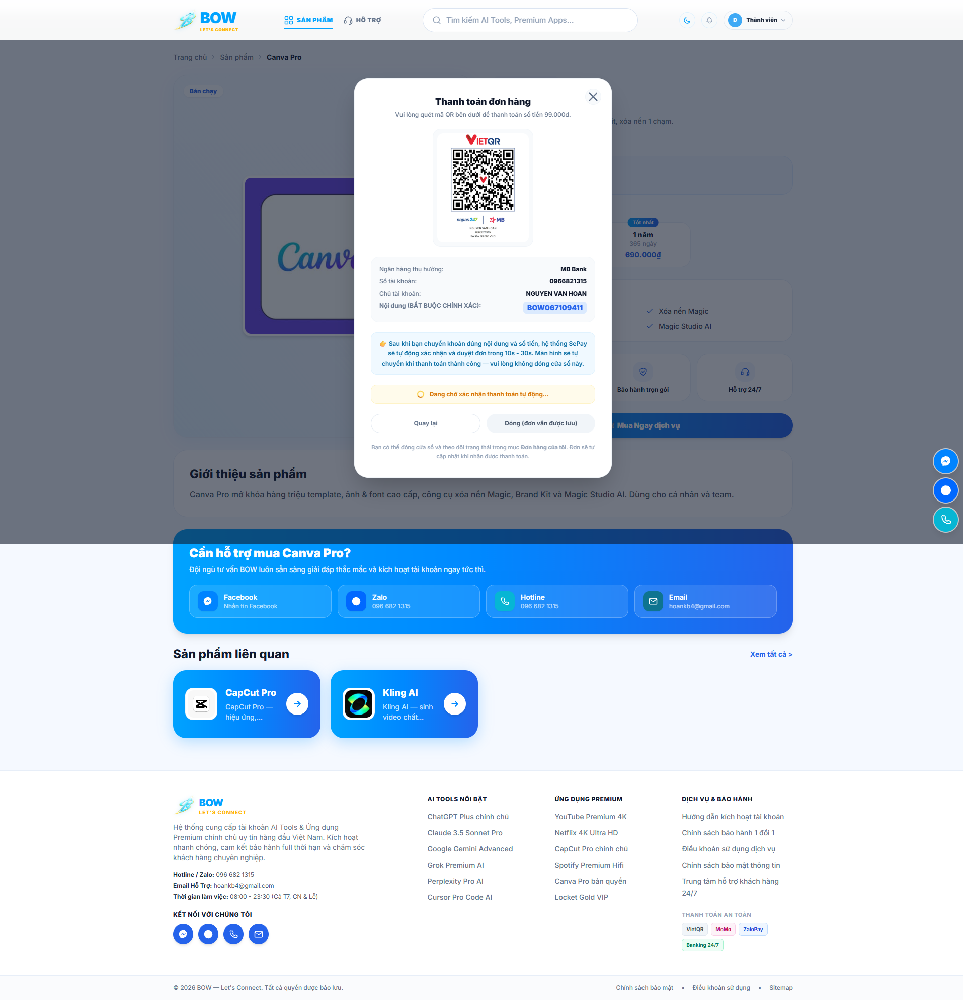 BOW
LET'S CONNECT
SẢN PHẨM
HỖ TRỢ
Tìm kiếm AI Tools, Premium Apps...
D
Thành viên
Trang chủ > Sản phẩm > Canva Pro
Bán chạy
Thanh toán đơn hàng
Vui lòng quét mã QR bên dưới để thanh toán số tiền 99.000đ.
xóa nền 1 chạm.
VIETQR
napas 247 | MB
NGUYEN VAN HOAN
0966821315
Số tiền: 99.000 VND
Tốt nhất
1 năm
365 ngày
690.000₫
Ngân hàng thụ hưởng: MB Bank
Số tài khoản: 0966821315
Chủ tài khoản: NGUYEN VAN HOAN
Nội dung (BẮT BUỘC CHÍNH XÁC): BOW067109411
Xóa nền Magic
Magic Studio AI
👉 Sau khi bạn chuyển khoản đúng nội dung và số tiền, hệ thống SePay
sẽ tự động xác nhận và duyệt đơn trong 10s - 30s. Màn hình sẽ tự
chuyển khi thanh toán thành công — vui lòng không đóng cửa sổ này.
Bảo hành trọn gói
Hỗ trợ 24/7
Đang chờ xác nhận thanh toán tự động...
Quay lại
Đóng (đơn vẫn được lưu)
Mua Ngay dịch vụ
Bạn có thể đóng cửa sổ và theo dõi trạng thái trong mục Đơn hàng của tôi. Đơn sẽ tự
cập nhật khi nhận được thanh toán.
Giới thiệu sản phẩm
Canva Pro mở khóa hàng triệu template, ảnh & font cao cấp, công cụ xóa nền Magic, Brand Kit và Magic Studio AI. Dùng cho cá nhân và team.
Cần hỗ trợ mua Canva Pro?
Đội ngũ tư vấn BOW luôn sẵn sàng giải đáp thắc mắc và kích hoạt tài khoản ngay tức thì.
Facebook
Nhắn tin Facebook
Zalo
096 682 1315
Hotline
096 682 1315
Email
hoankb4@gmail.com
Sản phẩm liên quan
Xem tất cả >
CapCut Pro
CapCut Pro —
hiệu ứng,...
Kling AI
Kling AI — sinh
video chất...
BOW
LET'S CONNECT
Hệ thống cung cấp tài khoản AI Tools & Ứng dụng
Premium chính chủ uy tín hàng đầu Việt Nam. Kích hoạt
nhanh chóng, cam kết bảo hành full thời hạn và chăm sóc
khách hàng chuyên nghiệp.
Hotline / Zalo: 096 682 1315
Email Hỗ Trợ: hoankb4@gmail.com
Thời gian làm việc: 08:00 - 23:30 (Cả T7, CN & Lễ)
KẾT NỐI VỚI CHÚNG TÔI
AI TOOLS NỔI BẬT
ChatGPT Plus chính chủ
Claude 3.5 Sonnet Pro
Google Gemini Advanced
Grok Premium AI
Perplexity Pro AI
Cursor Pro Code AI
ỨNG DỤNG PREMIUM
YouTube Premium 4K
Netflix 4K Ultra HD
CapCut Pro chính chủ
Spotify Premium Hifi
Canva Pro bản quyền
Locket Gold VIP
DỊCH VỤ & BẢO HÀNH
Hướng dẫn kích hoạt tài khoản
Chính sách bảo hành 1 đổi 1
Điều khoản sử dụng dịch vụ
Chính sách bảo mật thông tin
Trung tâm hỗ trợ khách hàng
24/7
THANH TOÁN AN TOÀN
VietQR
MoMo
ZaloPay
Banking 24/7
© 2026 BOW — Let's Connect. Tất cả quyền được bảo lưu.
Chính sách bảo mật • Điều khoản sử dụng • Sitemap